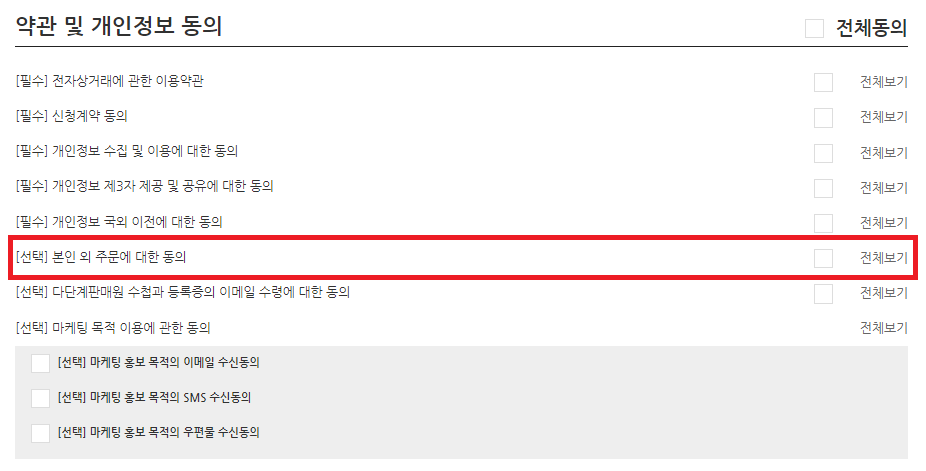 약관 및 개인정보 동의 전체동의
[필수] 전자상거래에 관한 이용약관 전체보기
[필수] 신청계약 동의 전체보기
[필수] 개인정보 수집 및 이용에 대한 동의 전체보기
[필수] 개인정보 제3자 제공 및 공유에 대한 동의 전체보기
[필수] 개인정보 국외 이전에 대한 동의 전체보기
[선택] 본인 외 주문에 대한 동의 전체보기
[선택] 다단계판매원 수첩과 등록증의 이메일 수령에 대한 동의 전체보기
[선택] 마케팅 목적 이용에 관한 동의 전체보기
[선택] 마케팅 홍보 목적의 이메일 수신동의
[선택] 마케팅 홍보 목적의 SMS 수신동의
[선택] 마케팅 홍보 목적의 우편물 수신동의